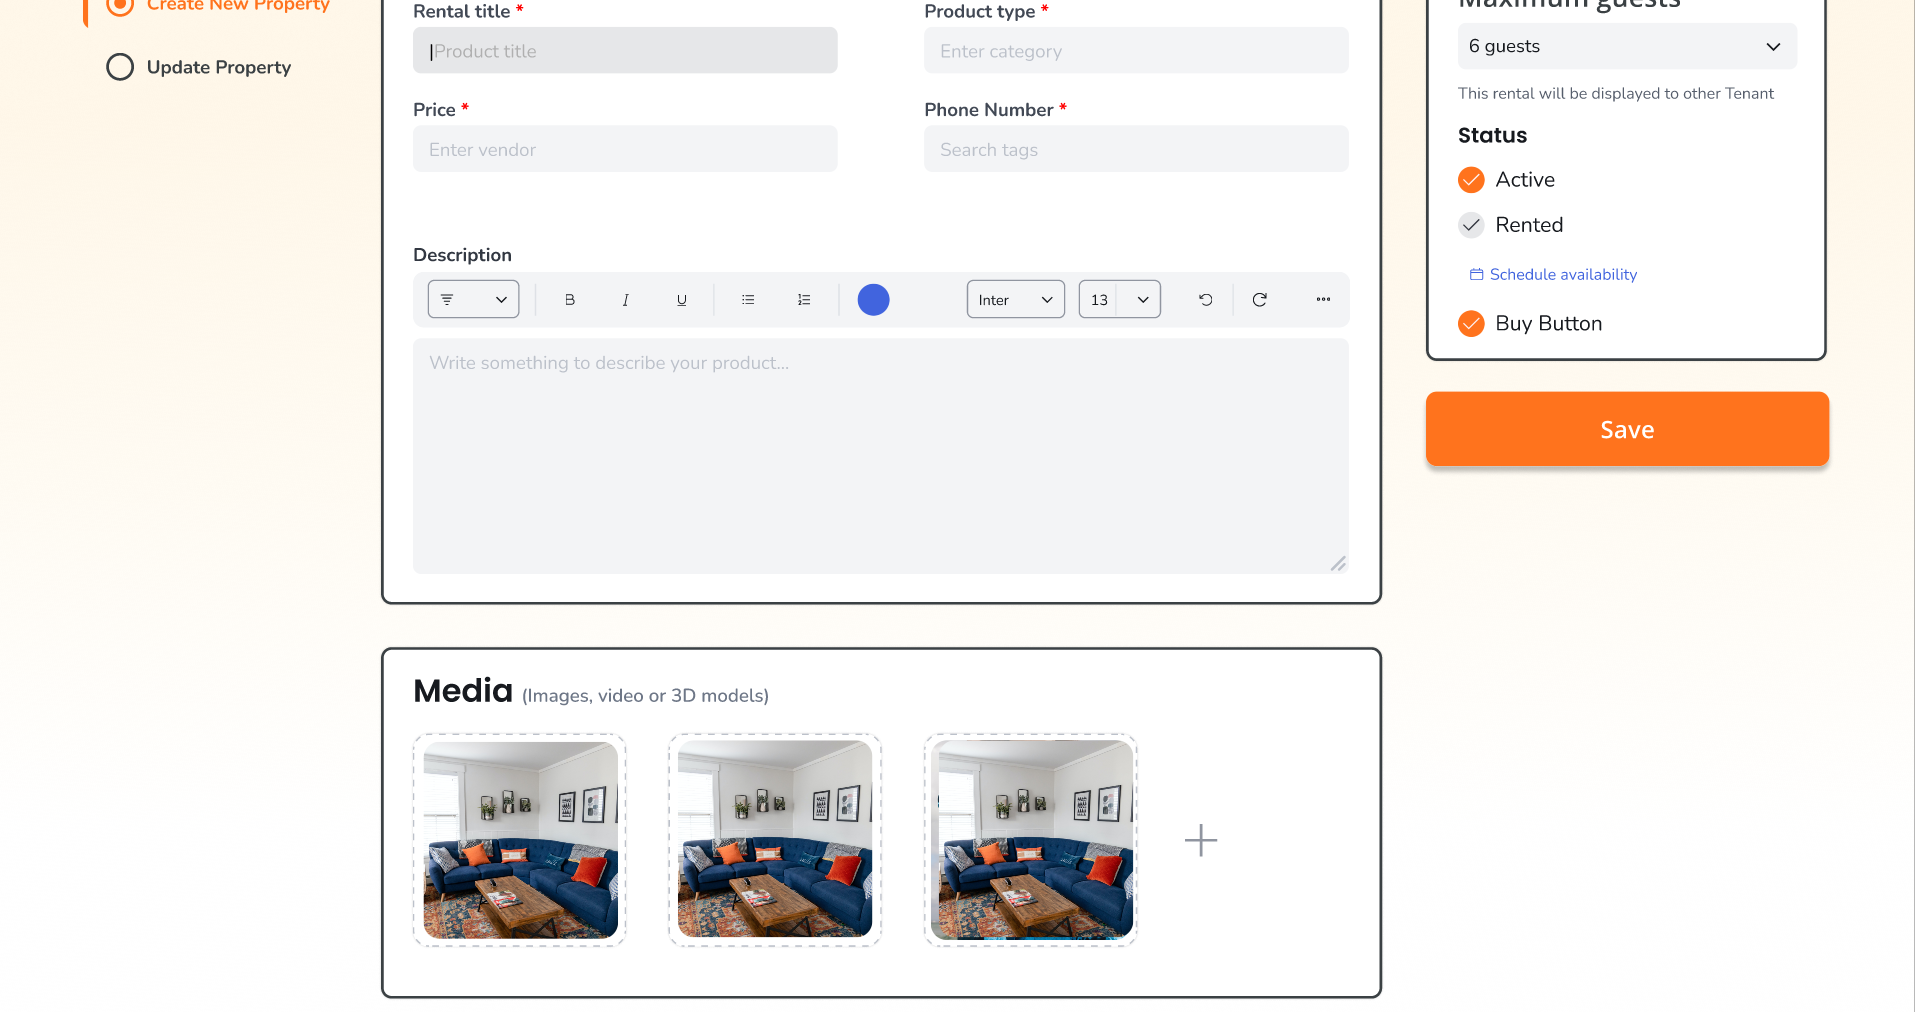 Create New Property
Update Property
Rental title *
Product title
Product type *
Enter category
Price *
Enter vendor
Phone Number *
Search tags
Description
B I U
Inter
13
Write something to describe your product...
Media (Images, video or 3D models)
Maximum guests
6 guests
This rental will be displayed to other Tenant
Status
Active
Rented
Schedule availability
Buy Button
Save